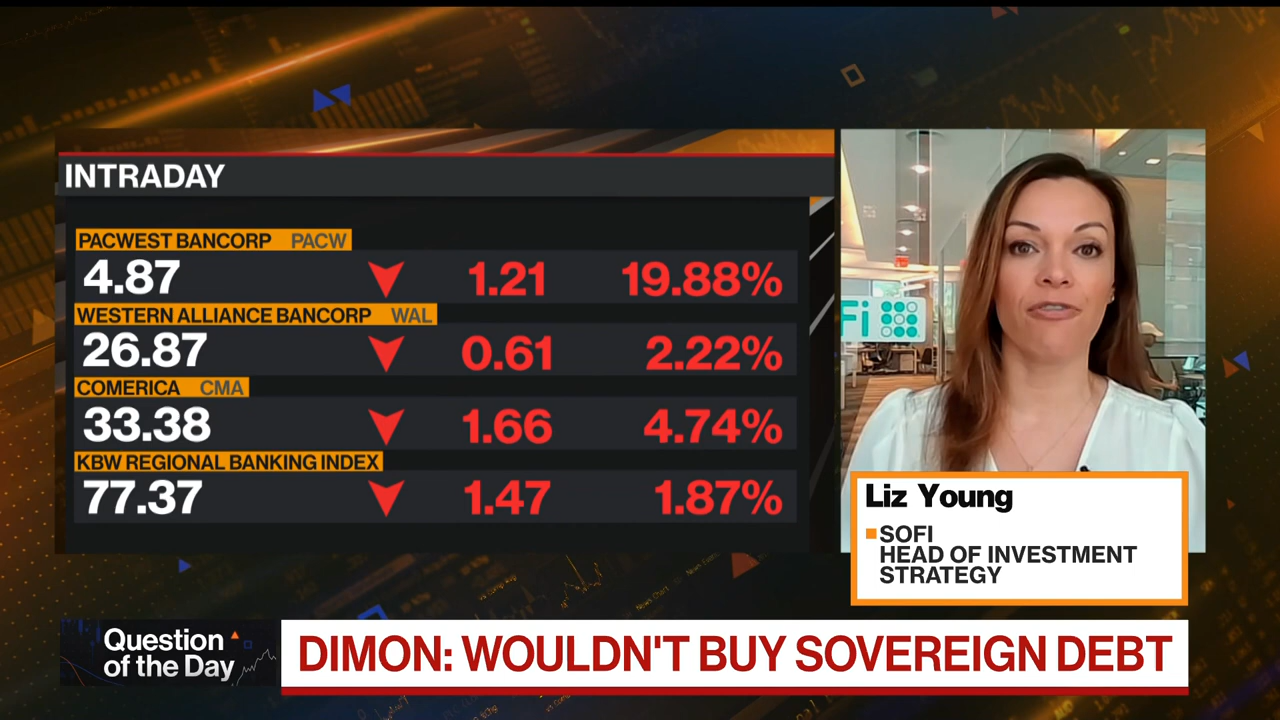 INTRADAY
PACWEST BANCORP PACW
4.87 1.21 19.88%
WESTERN ALLIANCE BANCORP WAL
26.87 0.61 2.22%
COMERICA CMA
33.38 1.66 4.74%
KBW REGIONAL BANKING INDEX
77.37 1.47 1.87%
Fi
Liz Young
SOFI
HEAD OF INVESTMENT
STRATEGY
Question
of the Day
DIMON: WOULDN'T BUY SOVEREIGN DEBT